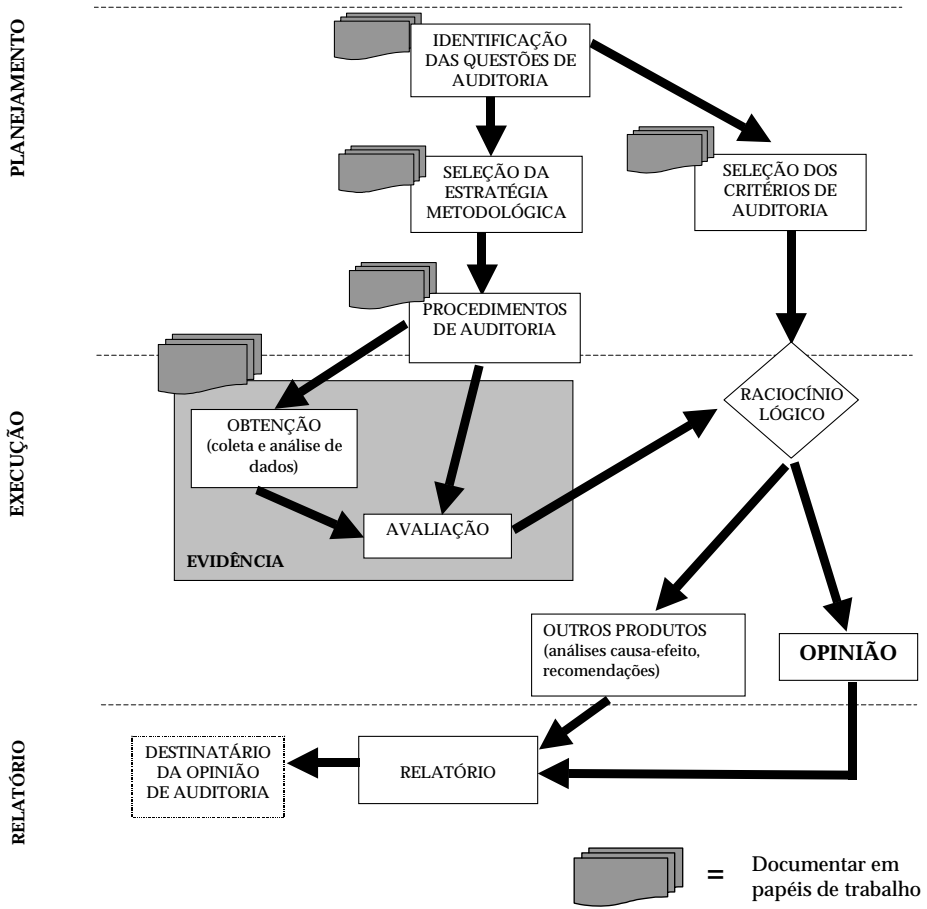 PLANEJAMENTO
IDENTIFICAÇÃO
DAS QUESTÕES DE
AUDITORIA
SELEÇÃO DA
ESTRATÉGIA
METODOLÓGICA
SELEÇÃO DOS
CRITÉRIOS DE
AUDITORIA
PROCEDIMENTOS
DE AUDITORIA
EXECUÇÃO
OBTENÇÃO
(coleta e análise de
dados)
AVALIAÇÃO
EVIDÊNCIA
RACIOCÍNIO
LÓGICO
OUTROS PRODUTOS
(análises causa-efeito,
recomendações)
OPINIÃO
RELATÓRIO
DESTINATÁRIO
DA OPINIÃO
DE AUDITORIA
RELATÓRIO
=
Documentar em
papéis de trabalho